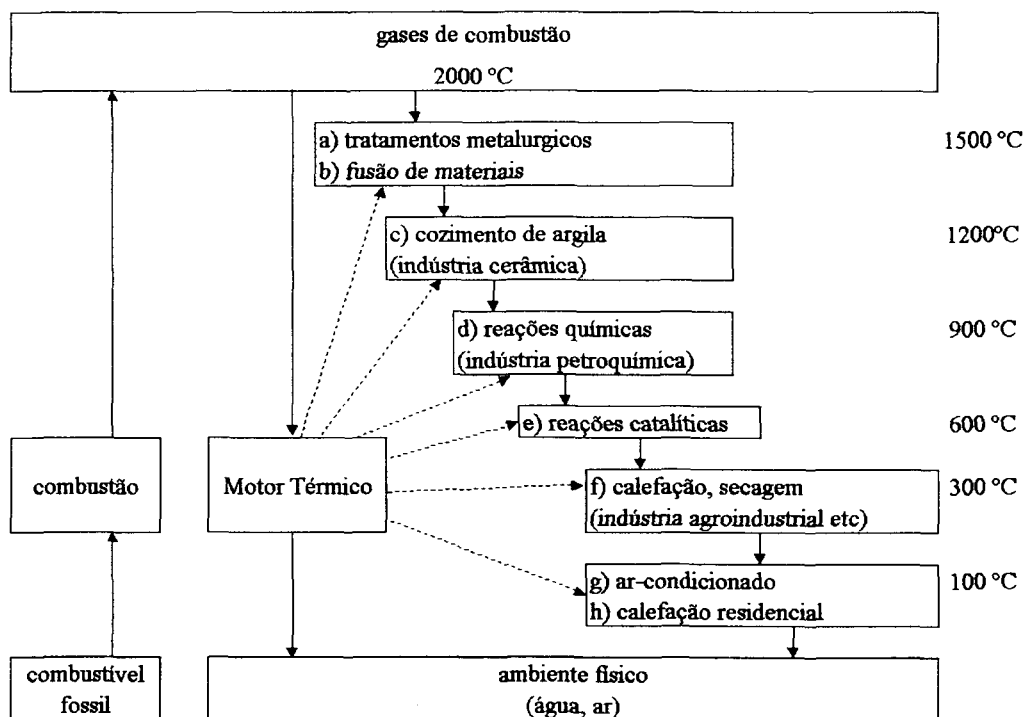 gases de combustão
2000 °C
a) tratamentos metalurgicos
b) fusão de materiais
1500 °C
c) cozimento de argila
(indústria cerâmica)
1200°C
d) reações químicas
(indústria petroquímica)
900 °C
e) reações catalíticas
600 °C
combustão
Motor Térmico
f) calefação, secagem
(indústria agroindustrial etc)
300 °C
g) ar-condicionado
h) calefação residencial
100 °C
combustível
fossil
ambiente físico
(água, ar)